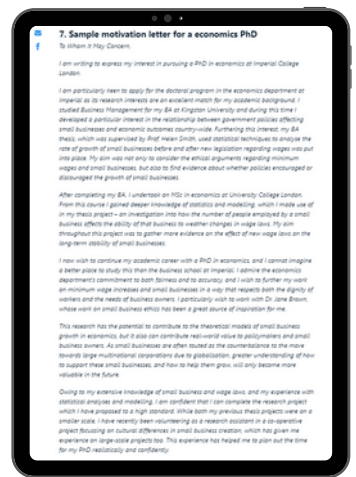 7. Sample motivation letter for a economics PhD
To Whom It May Concern,
I am writing to express my interest in pursuing a PhD in economics at Imperial College
London.
I am particularly keen to apply for the doctoral program in the economics department at
Imperial as its research interests are an excellent match for my academic background. I
studied Business Management for my BA at Kingston University and during this time I
developed a particular interest in the relationship between government policies affecting
small businesses and economic outcomes country-wide. Furthering this interest, my BA
thesis, which was supervised by Prof. Helen Smith, used statistical techniques to analyse the
rate of growth of small businesses before and after new legislation regarding wages was put
into place. My aim was not only to consider the ethical arguments regarding minimum
wages and small businesses, but also to find evidence about whether policies encouraged or
discouraged the growth of small businesses.
After completing my BA, I undertook an MSc in economics at University College London.
From this course I gained deeper knowledge of statistics and modelling, which I made use of
in my thesis project – an investigation into how the number of people employed by a small
business affects the ability of that business to weather changes in wage laws. My aim
throughout this project was to gather more evidence on the effect of new wage laws on the
long-term stability of small businesses.
I now wish to continue my academic career with a PhD in economics, and I cannot imagine
a better place to study this than the business school at Imperial. I admire the economics
department's commitment to both fairness and to accuracy, and I wish to further my work
on minimum wage increases and small businesses in a way that respects both the dignity of
workers and the needs of business owners. I particularly wish to work with Dr. Jane Brown,
whose work on small business ethics has been a great source of inspiration for me.
This research has the potential to contribute to the theoretical models of small business
growth in economics, but it also can contribute real-world value to policymakers and small
business owners. As small businesses are often touted as the counterbalance to the move
towards large multinational corporations due to globalisation, greater understanding of how
to support these small businesses, and how to help them grow, will only become more
valuable in the future.
Owing to my extensive knowledge of small business and wage laws, and my experience with
statistical analyses and modelling, I am confident that I can complete the research project
which I have proposed to a high standard. While both my previous thesis projects were on a
smaller scale, I have recently been volunteering as a research assistant in a co-operative
project focussing on cultural differences in small business creation, which has given me
experience on large-scale projects too. This experience has helped me to plan out the time
for my PhD realistically and confidently.